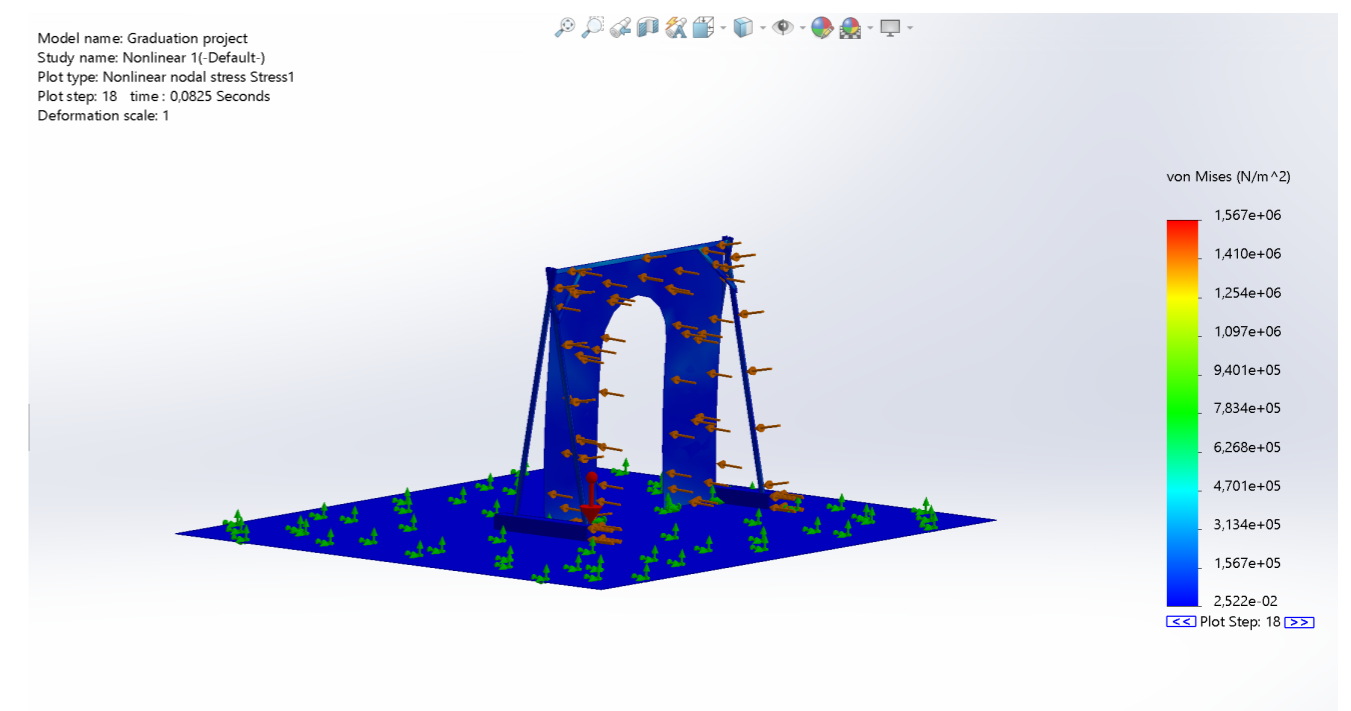 Model name: Graduation project
Study name: Nonlinear 1(-Default-)
Plot type: Nonlinear nodal stress Stress1
Plot step: 18 time : 0,0825 Seconds
Deformation scale: 1
von Mises (N/m^2)
1,567e+06
1,410e+06
1,254e+06
1,097e+06
9,401e+05
7,834e+05
6,268e+05
4,701e+05
3,134e+05
1,567e+05
2,522e-02
<< Plot Step: 18 >>